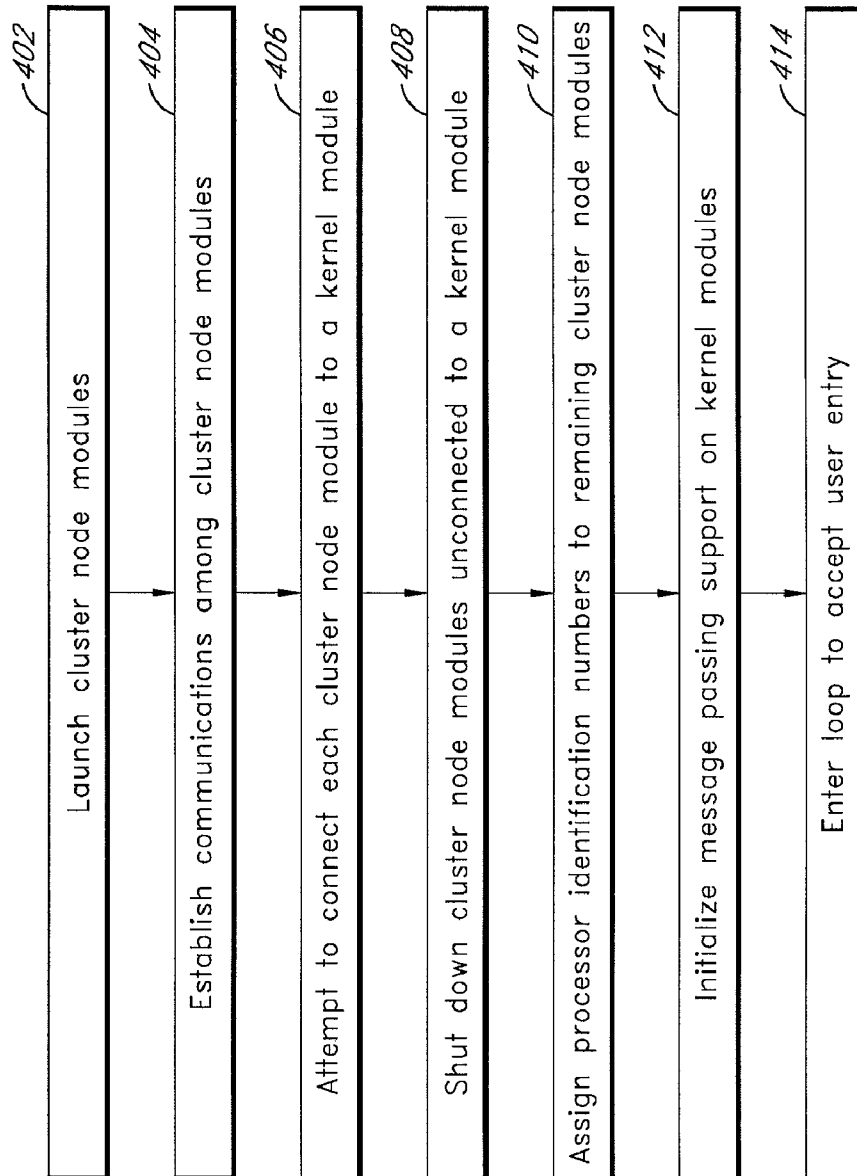 402
Launch cluster node modules
404
Establish communications among cluster node modules
406
Attempt to connect each cluster node module to a kernel module
408
Shut down cluster node modules unconnected to a kernel module
410
Assign processor identification numbers to remaining cluster node modules
412
Initialize message passing support on kernel modules
414
Enter loop to accept user entry